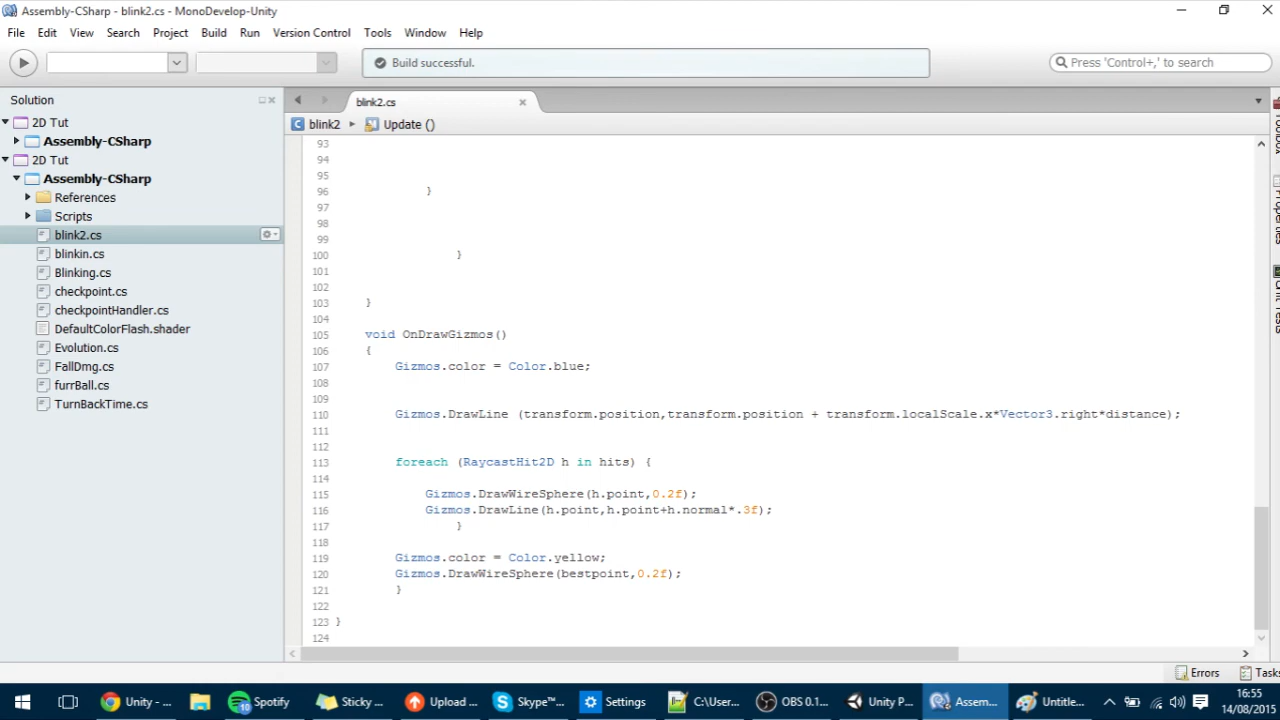 Assembly-CSharp - blink2.cs - MonoDevelop-Unity
File Edit View Search Project Build Run Version Control Tools Window Help
Build successful.
Press 'Control+,' to search
Solution
blink2.cs
2D Tut
blink2 Update ()
Assembly-CSharp
2D Tut
Assembly-CSharp
References
Scripts
blink2.cs
blinkin.cs
Blinking.cs
checkpoint.cs
checkpointHandler.cs
DefaultColorFlash.shader
Evolution.cs
FallDmg.cs
furrBall.cs
TurnBackTime.cs
93
94
95
96 }
97
98
99
100 }
101
102
103 }
104
105 void OnDrawGizmos()
106 {
107 Gizmos.color = Color.blue;
108
109
110 Gizmos.DrawLine (transform.position,transform.position + transform.localScale.x*Vector3.right*distance);
111
112
113 foreach (RaycastHit2D h in hits) {
114
115 Gizmos.DrawWireSphere(h.point,0.2f);
116 Gizmos.DrawLine(h.point,h.point+h.normal*.3f);
117 }
118
119 Gizmos.color = Color.yellow;
120 Gizmos.DrawWireSphere(bestpoint,0.2f);
121 }
122
123 }
124
Errors Tasks
Unity - ... Spotify Sticky ... Upload ... Skype™... Settings C:\User... OBS 0.1... Unity P... Assem... Untitle...
16:55
14/08/2015